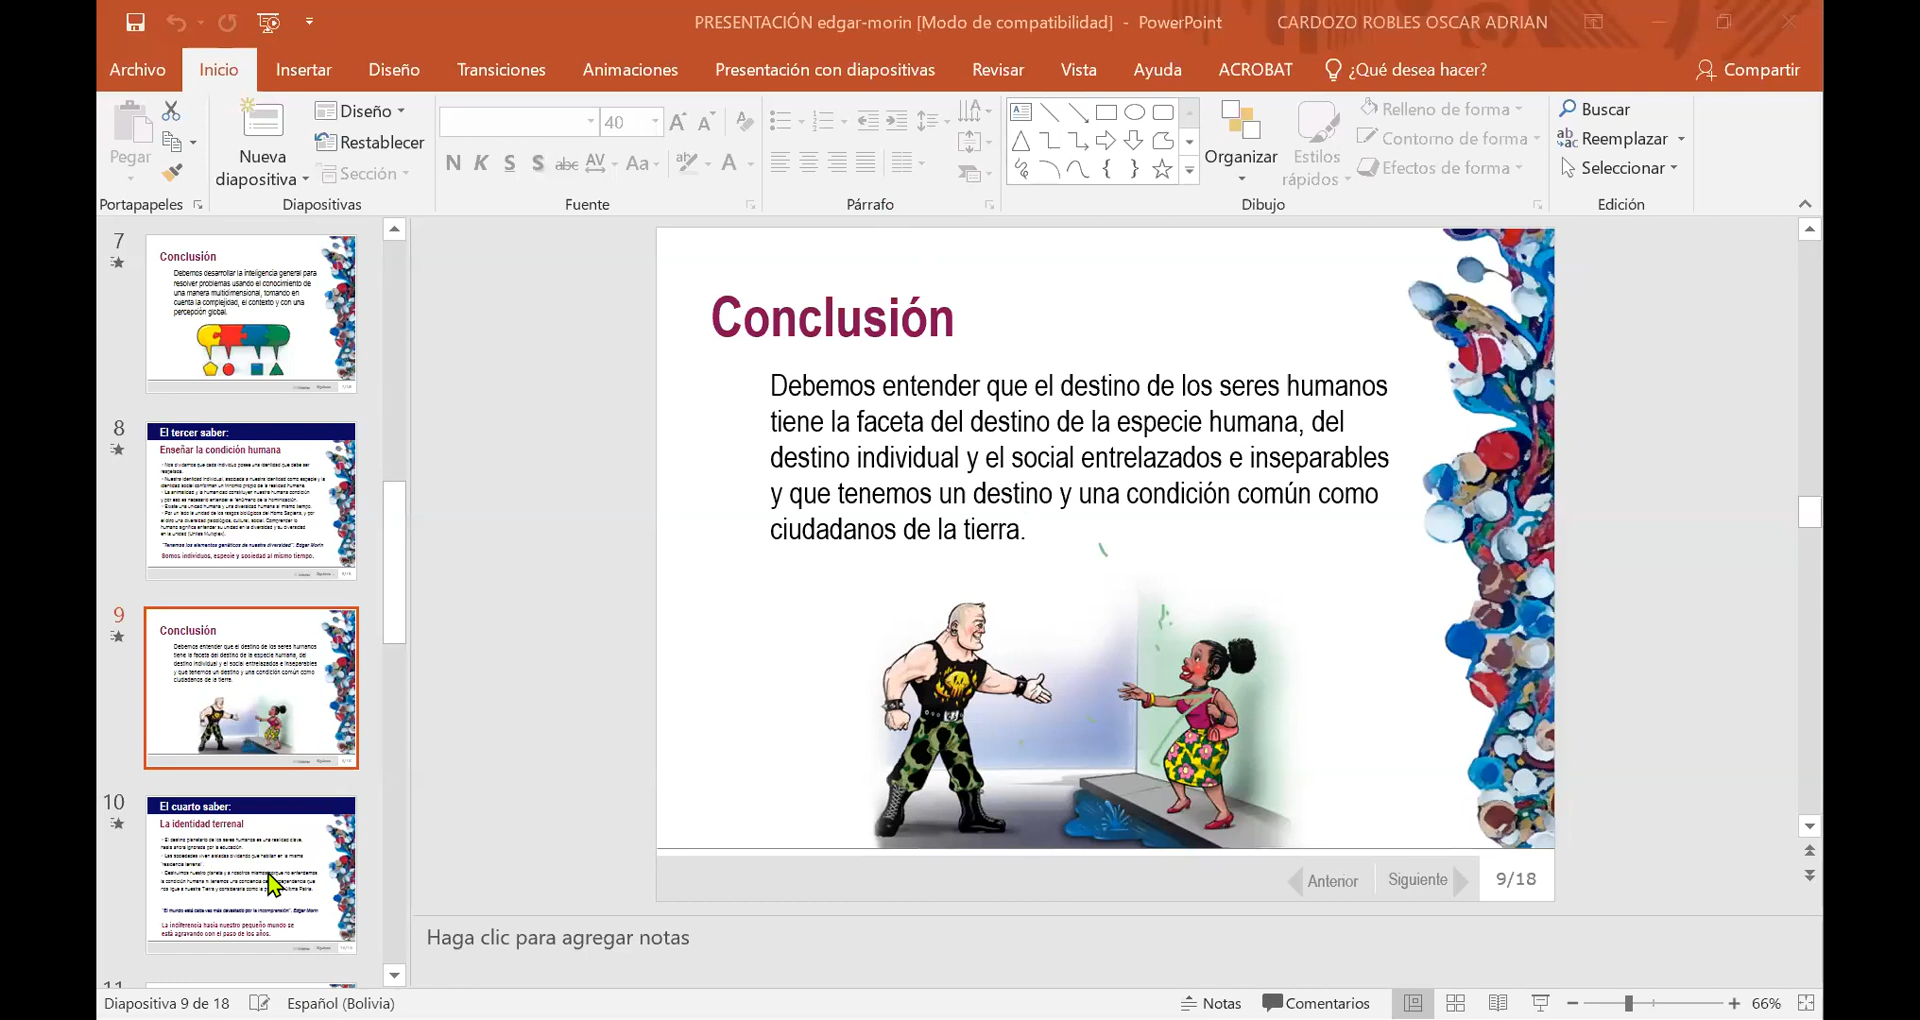 PRESENTACIÓN edgar-morin [Modo de compatibilidad] - PowerPoint
CARDOZO ROBLES OSCAR ADRIAN
Archivo
Inicio
Insertar
Diseño
Transiciones
Animaciones
Presentación con diapositivas
Revisar
Vista
Ayuda
ACROBAT
¿Qué desea hacer?
Compartir
Pegar
Portapapeles
Nueva
diapositiva
Diseño
Restablecer
Sección
Diapositivas
40
N K S S abc AV Aa A
Fuente
Párrafo
Organizar
Estilos
rápidos
Relleno de forma
Contorno de forma
Efectos de forma
Dibujo
Buscar
Reemplazar
Seleccionar
Edición
7
Conclusión
Debemos desarrollar la inteligencia general para
resolver problemas usando el conocimiento de
una manera multidimensional, tomando en
cuenta la complejidad, el contexto y con una
percepción global.
8
El tercer saber:
Enseñar la condición humana
"Tenemos los elementos genéticos de nuestra diversidad". Edgar Morin
Somos individuos, especie y sociedad al mismo tiempo.
9
Conclusión
Debemos entender que el destino de los seres humanos
tiene la faceta del destino de la especie humana, del
destino individual y el social entrelazados e inseparables
y que tenemos un destino y una condición común como
ciudadanos de la tierra.
10
El cuarto saber:
La identidad terrenal
"El mundo está cada vez más devastado por la incomprensión". Edgar Morin
La indiferencia hacia nuestro pequeño mundo se
está agravando con el paso de los años.
11
Conclusión
Debemos entender que el destino de los seres humanos
tiene la faceta del destino de la especie humana, del
destino individual y el social entrelazados e inseparables
y que tenemos un destino y una condición común como
ciudadanos de la tierra.
Anterior
Siguiente
9/18
Haga clic para agregar notas
Diapositiva 9 de 18
Español (Bolivia)
Notas
Comentarios
66%